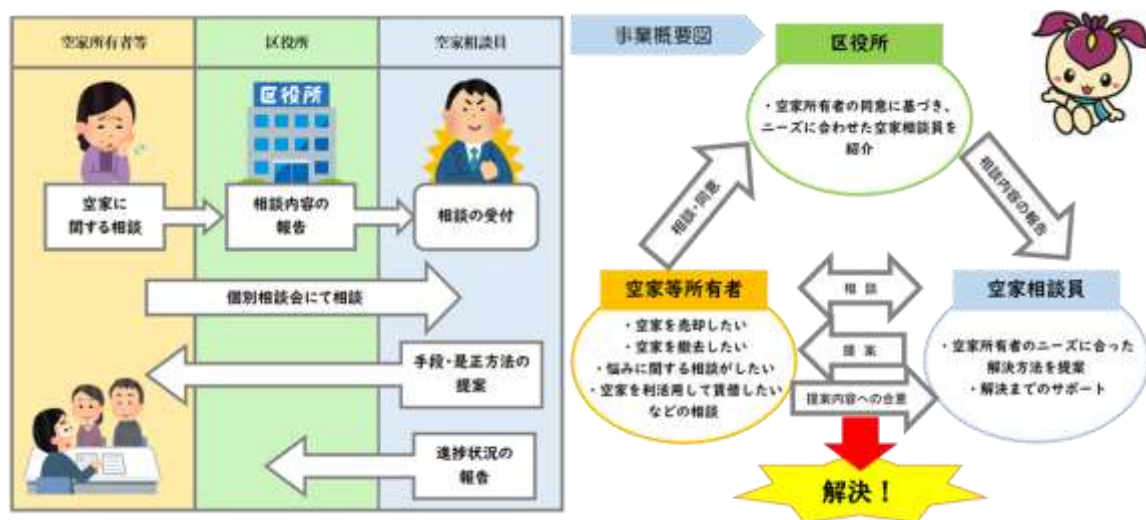 空家所有者等
区役所
空家相談員
区役所
空家に
関する相談
相談内容の
報告
相談の受付
個別相談会にて相談
手段・是正方法の
提案
進捗状況の
報告
事業概要図
区役所
・空家所有者の同意に基づき、
ニーズに合わせた空家相談員を
紹介
相談・同意
相談内容の報告
空家等所有者
・空家を売却したい
・空家を撤去したい
・悩みに関する相談がしたい
・空家を利活用して賃借したい
などの相談
相談
提案
提案内容への合意
空家相談員
・空家所有者のニーズに合った
解決方法を提案
・解決までのサポート
解決！